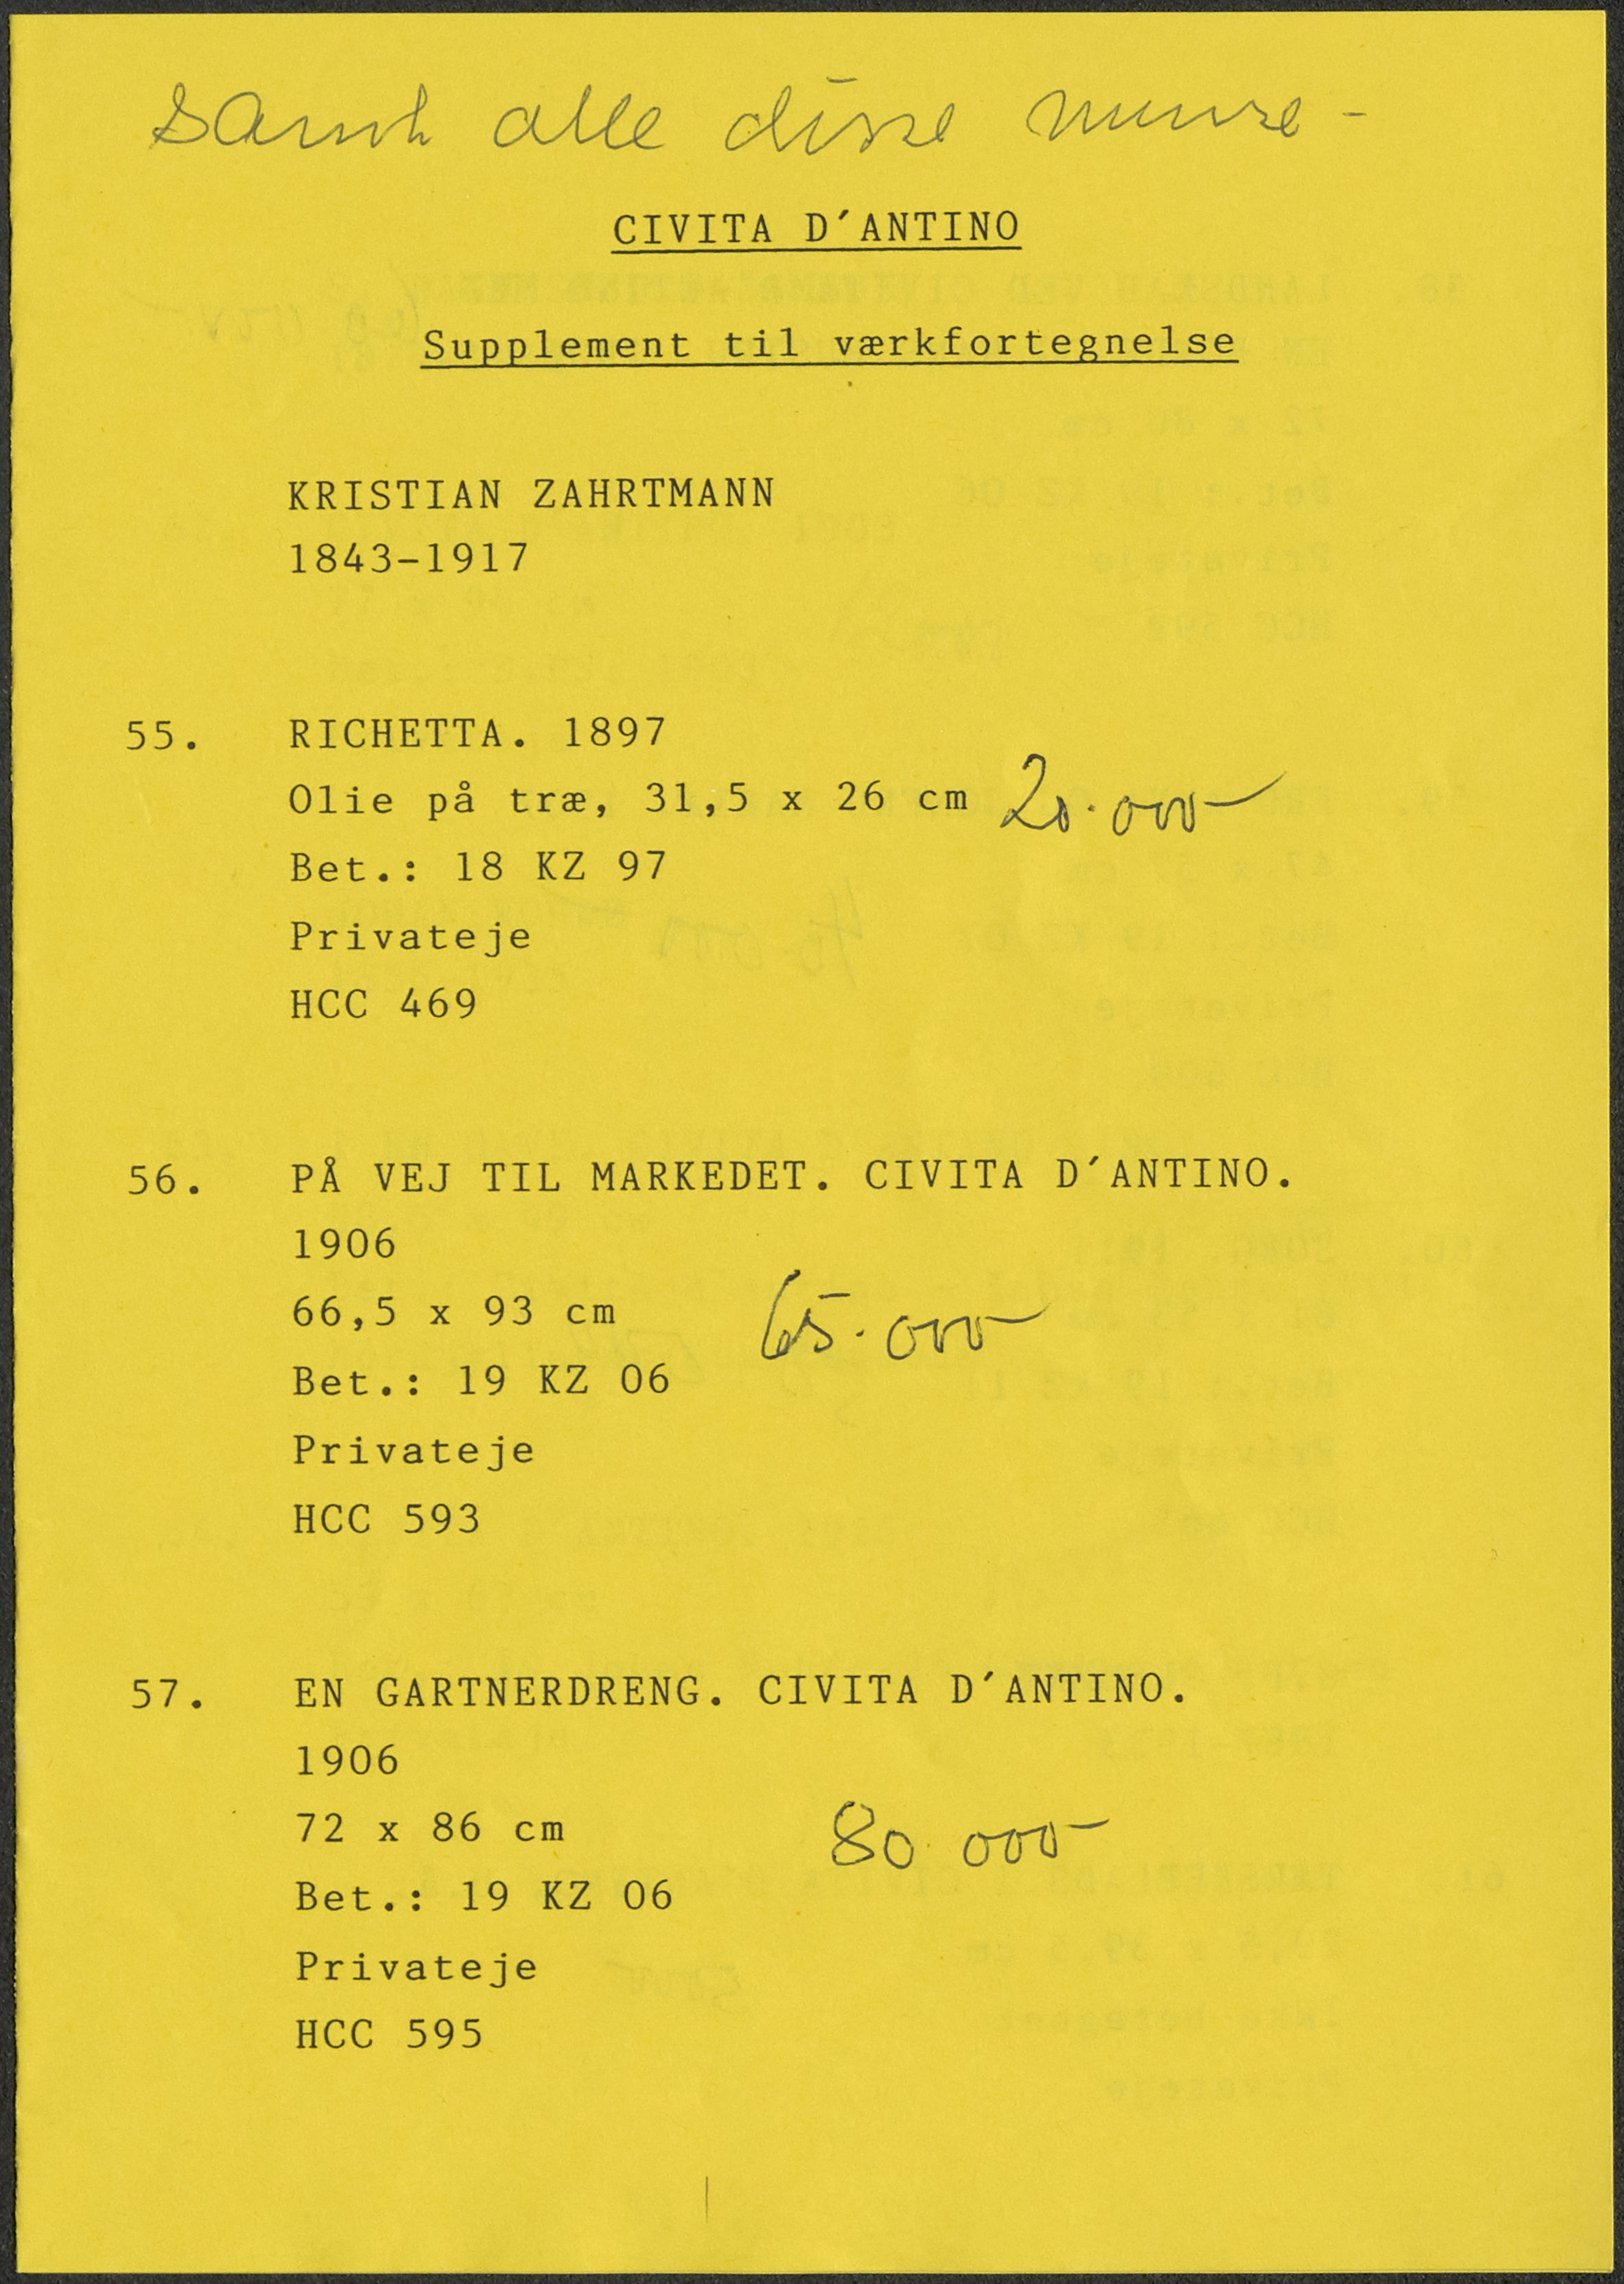 samt alle disse numre -
CIVITA D´ANTINO
Supplement til værkfortegnelse
KRISTIAN ZAHRTMANN
1843-1917
55. RICHETTA. 1897
Olie på træ, 31,5 x 26 cm 20.000
Bet.: 18 KZ 97
Privateje
HCC 469
56. PÅ VEJ TIL MARKEDET. CIVITA D´ANTINO.
1906
66,5 x 93 cm 65.000
Bet.: 19 KZ 06
Privateje
HCC 593
57. EN GARTNERDRENG. CIVITA D´ANTINO.
1906
72 x 86 cm 80 000
Bet.: 19 KZ 06
Privateje
HCC 595